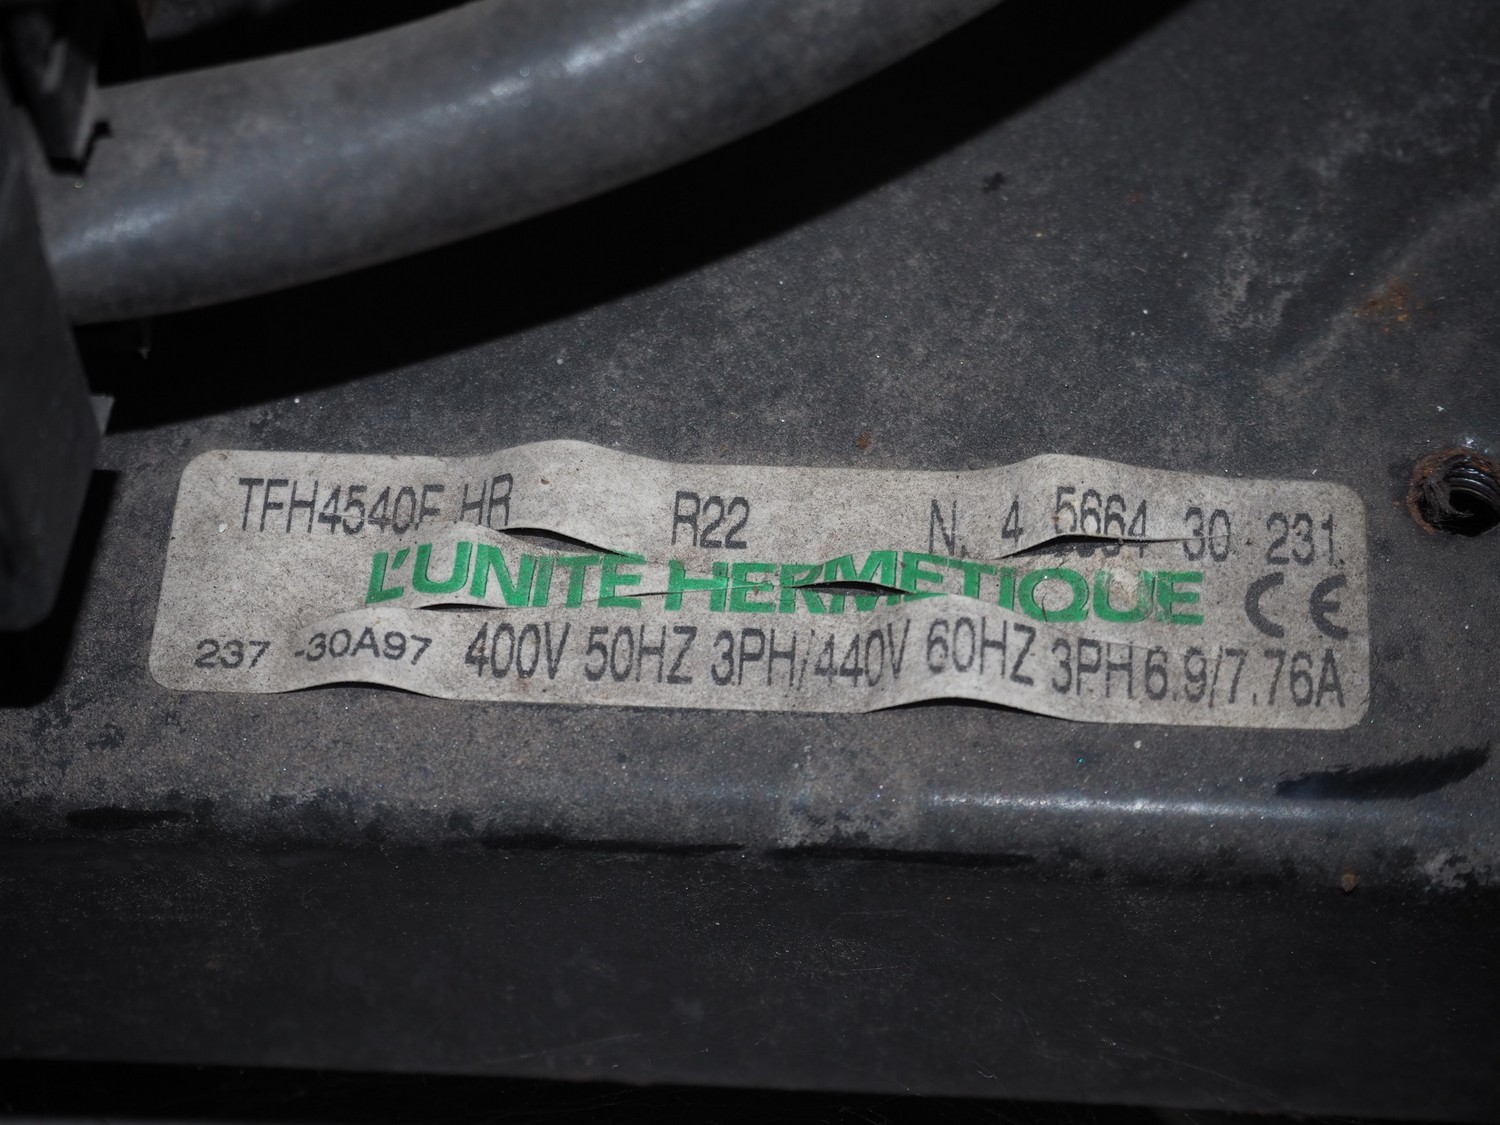 TFH4540F HR R22 N. 4 5664 30 231
L'UNITE HERMETIQUE CE
237 -30A97 400V 50HZ 3PH/440V 60HZ 3PH 6.9/7.76A